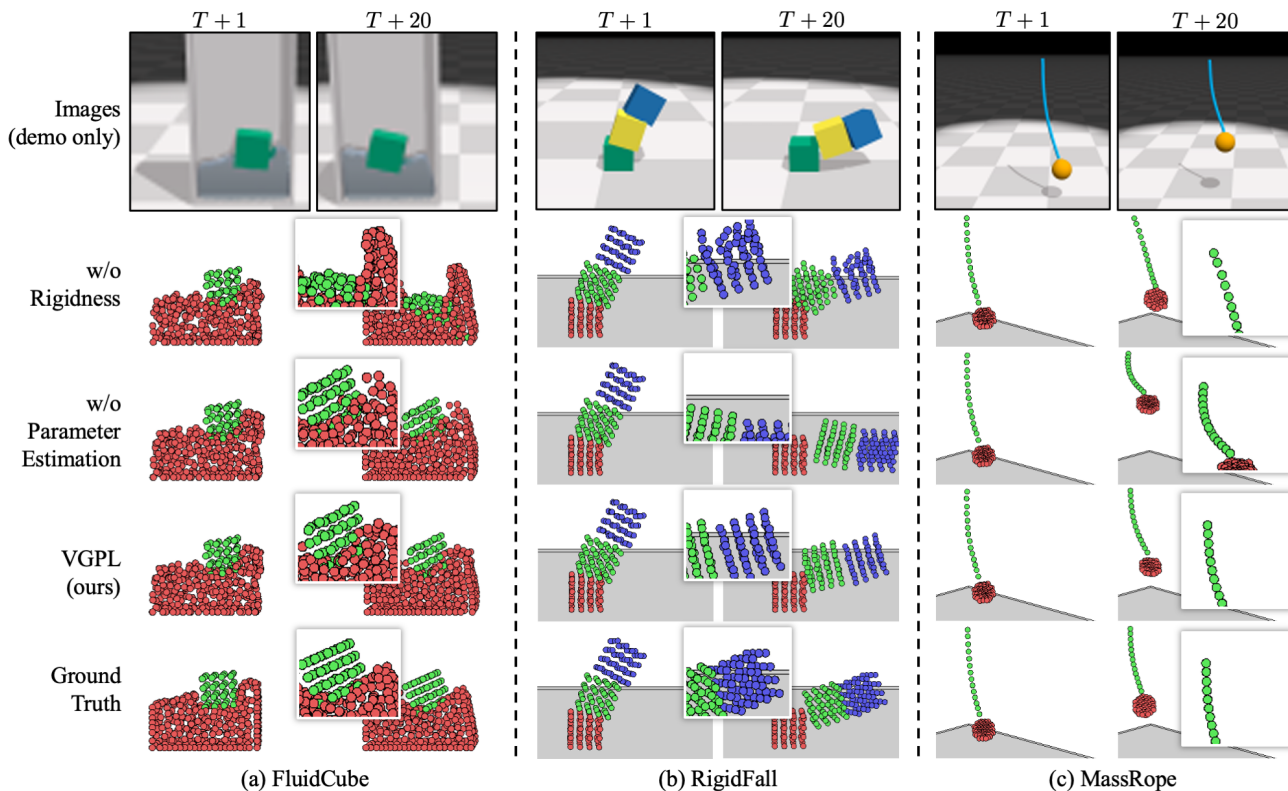 T + 1
T + 20
T + 1
T + 20
T + 1
T + 20
Images
(demo only)
w/o
Rigidness
w/o
Parameter
Estimation
VGPL
(ours)
Ground
Truth
(a) FluidCube
(b) RigidFall
(c) MassRope